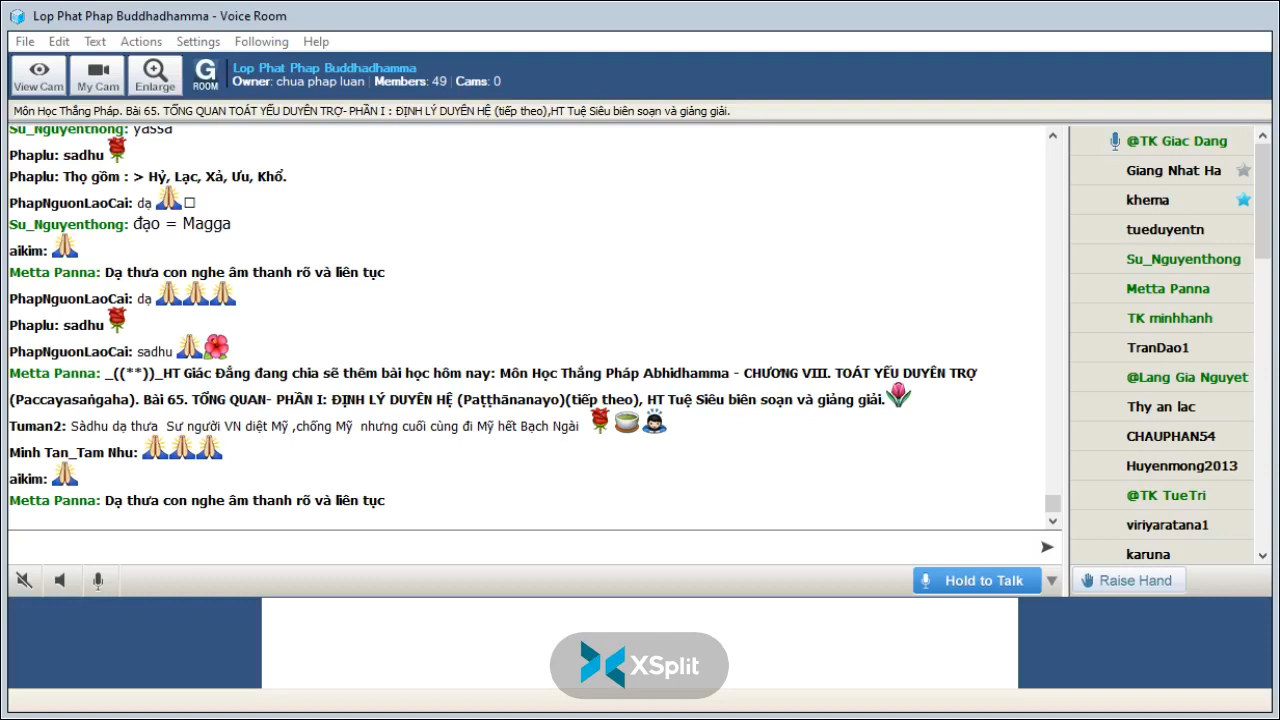 Lop Phat Phap Buddhadhamma - Voice Room
File Edit Text Actions Settings Following Help
View Cam My Cam Enlarge G ROOM
Lop Phat Phap Buddhadhamma
Owner: chua phap luan | Members: 49 | Cams: 0
Môn Học Thắng Pháp. Bài 65. TỔNG QUAN TOÁT YẾU DUYÊN TRỢ- PHẦN I : ĐỊNH LÝ DUYÊN HỆ (tiếp theo),HT Tuệ Siêu biên soạn và giảng giải.
Su_Nguyenthong: yassa
Phaplu: sadhu
Phaplu: Thọ gồm : > Hỷ, Lạc, Xả, Ưu, Khổ.
PhapNguonLaoCai: dạ
Su_Nguyenthong: đạo = Magga
aikim:
Metta Panna: Dạ thưa con nghe âm thanh rõ và liên tục
PhapNguonLaoCai: dạ
Phaplu: sadhu
PhapNguonLaoCai: sadhu
Metta Panna: _((**))_HT Giác Đẳng đang chia sẽ thêm bài học hôm nay: Môn Học Thắng Pháp Abhidhamma - CHƯƠNG VIII. TOÁT YẾU DUYÊN TRỢ
(Paccayasaṅgaha). Bài 65. TỔNG QUAN- PHẦN I: ĐỊNH LÝ DUYÊN HỆ (Paṭṭhānanayo)(tiếp theo), HT Tuệ Siêu biên soạn và giảng giải.
Tuman2: Sàdhu dạ thưa Sư người VN diệt Mỹ ,chống Mỹ nhưng cuối cùng đi Mỹ hết Bạch Ngài
Minh Tan_Tam Nhu:
aikim:
Metta Panna: Dạ thưa con nghe âm thanh rõ và liên tục
@TK Giac Dang
Giang Nhat Ha
khema
tueduyentn
Su_Nguyenthong
Metta Panna
TK minhhanh
TranDao1
@Lang Gia Nguyet
Thy an lac
CHAUPHAN54
Huyenmong2013
@TK TueTri
viriyaratana1
karuna
Hold to Talk
Raise Hand
XSplit